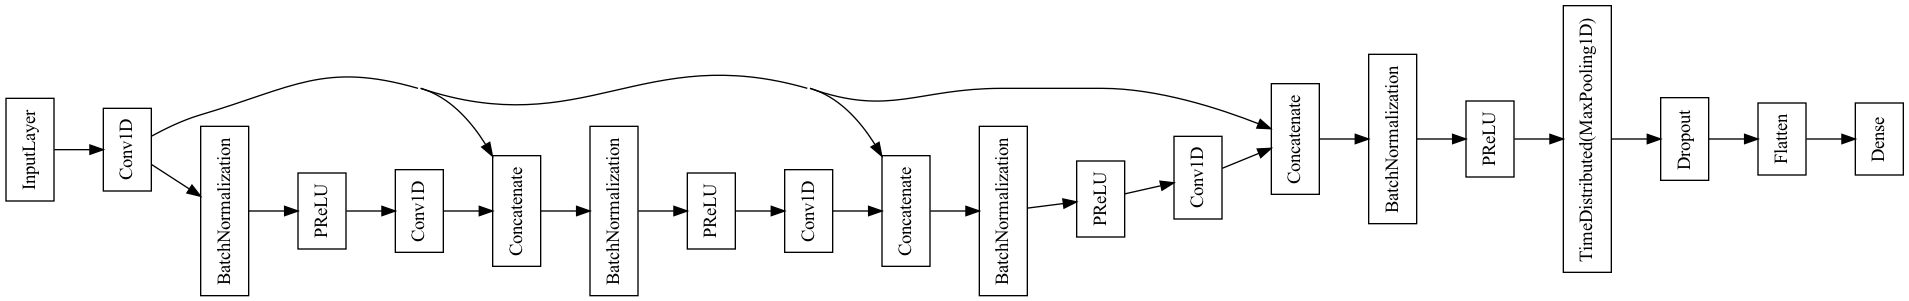 InputLayer
Conv1D
BatchNormalization
PReLU
Conv1D
Concatenate
BatchNormalization
PReLU
Conv1D
Concatenate
BatchNormalization
PReLU
Conv1D
Concatenate
BatchNormalization
PReLU
TimeDistributed(MaxPooling1D)
Dropout
Flatten
Dense